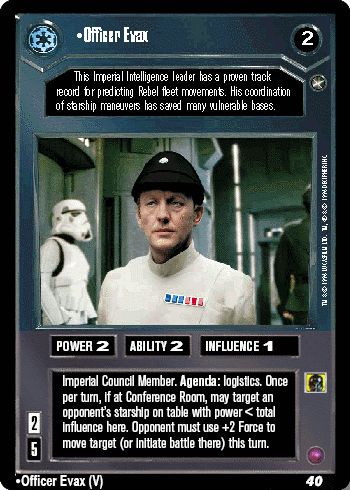 •Officer Evax
2
This Imperial Intelligence leader has a proven track
record for predicting Rebel fleet movements. His coordination
of starship maneuvers has saved many vulnerable bases.
POWER 2
ABILITY 2
INFLUENCE 1
Imperial Council Member. Agenda: logistics. Once
per turn, if at Conference Room, may target an
opponent's starship on table with power < total
influence here. Opponent must use +2 Force to
move target (or initiate battle there) this turn.
2
5
•Officer Evax (V)
40